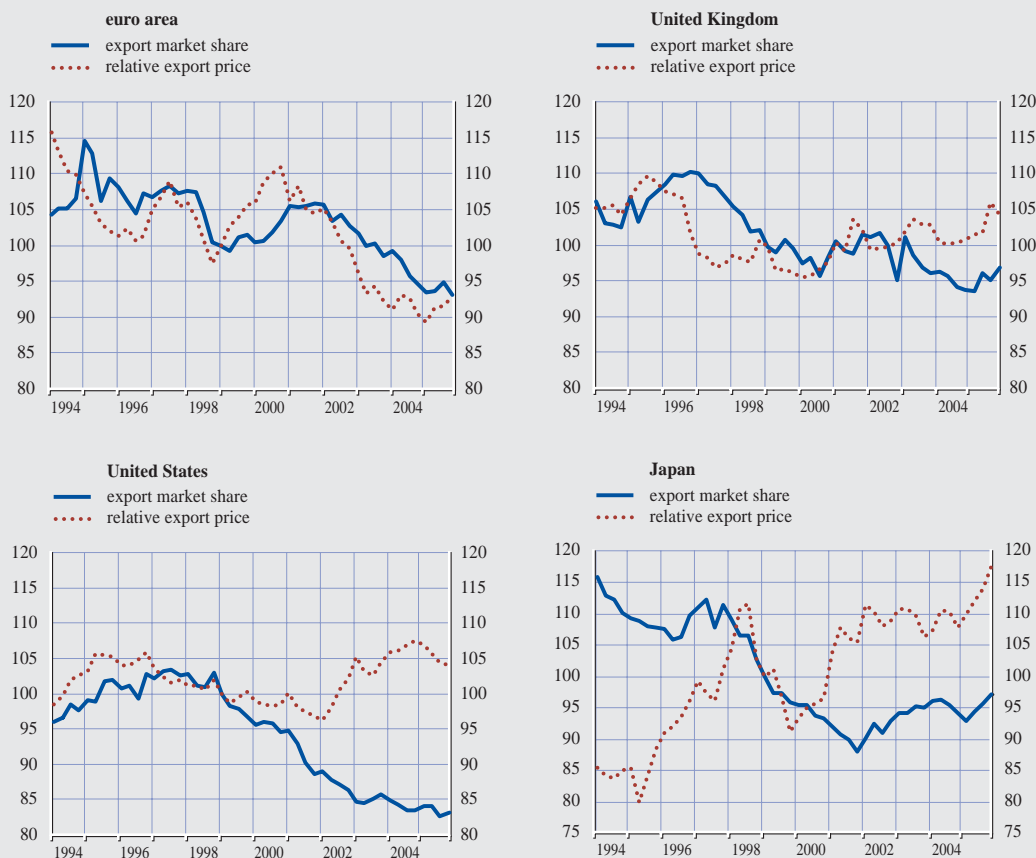 euro area
export market share
relative export price
120 120
115 115
110 110
105 105
100 100
95 95
90 90
85 85
80 80
1994 1996 1998 2000 2002 2004
United Kingdom
export market share
relative export price
120 120
115 115
110 110
105 105
100 100
95 95
90 90
85 85
80 80
1994 1996 1998 2000 2002 2004
United States
export market share
relative export price
120 120
115 115
110 110
105 105
100 100
95 95
90 90
85 85
80 80
1994 1996 1998 2000 2002 2004
Japan
export market share
relative export price
120 120
115 115
110 110
105 105
100 100
95 95
90 90
85 85
80 80
75 75
1994 1996 1998 2000 2002 2004